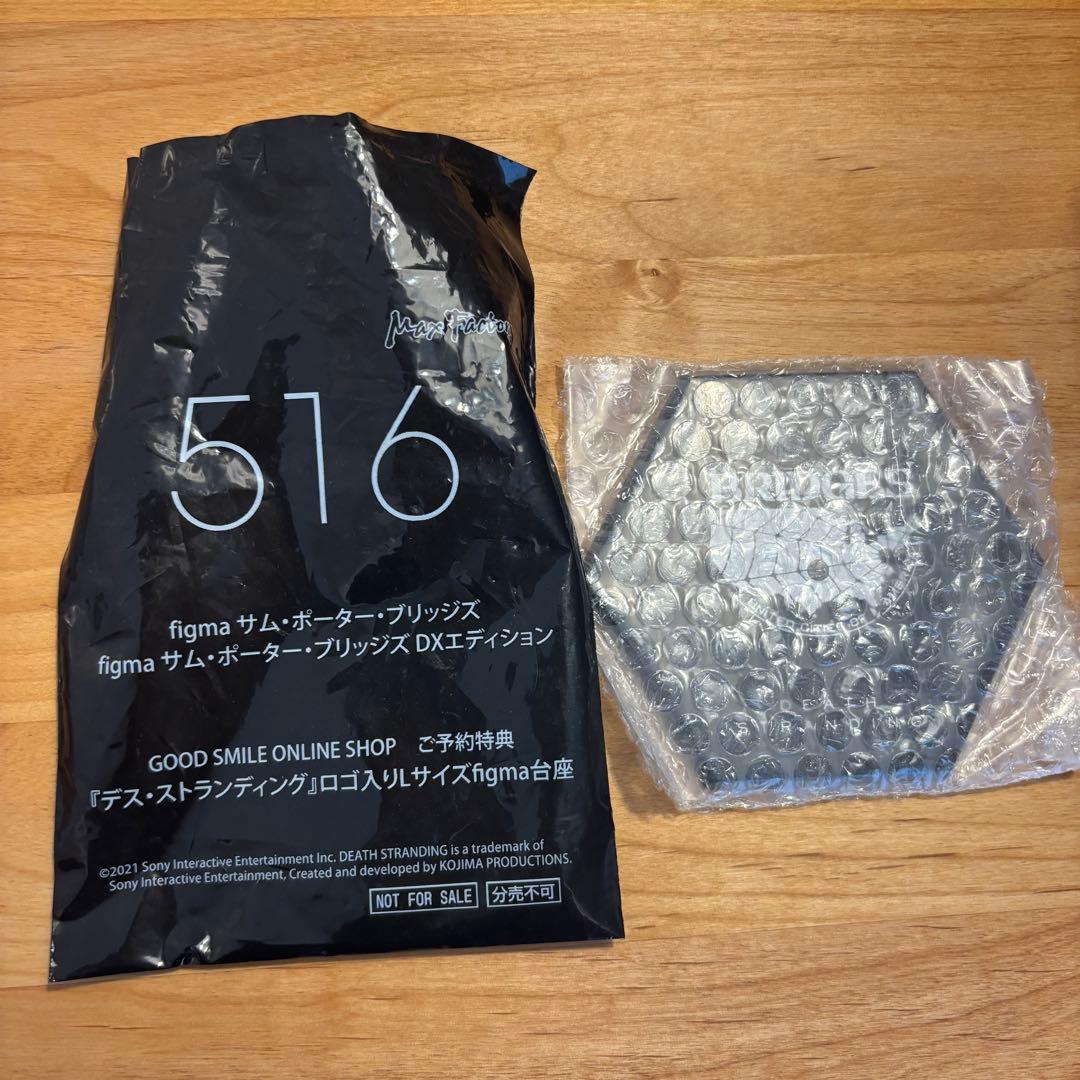 Max Factor
516
figma サム・ポーター・ブリッジズ
figma サム・ポーター・ブリッジズ DXエディション
GOOD SMILE ONLINE SHOP　ご予約特典
『デス・ストランディング』ロゴ入りLサイズfigma台座
©2021 Sony Interactive Entertainment Inc. DEATH STRANDING is a trademark of
Sony Interactive Entertainment, Created and developed by KOJIMA PRODUCTIONS.
NOT FOR SALE
分売不可
BRIDGES
DEATH
STRANDING